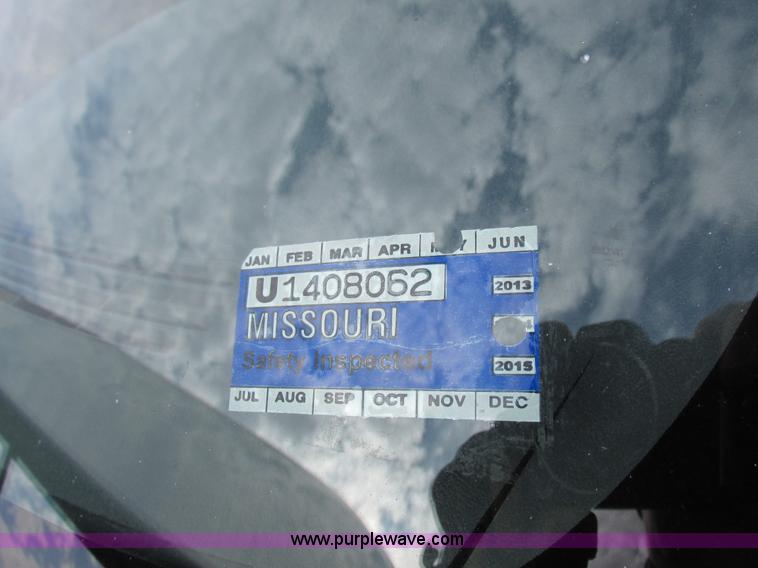 JAN FEB MAR APR JUN
U1408062
2013
MISSOURI
Safety Inspected
2015
JUL AUG SEP OCT NOV DEC
www.purplewave.com